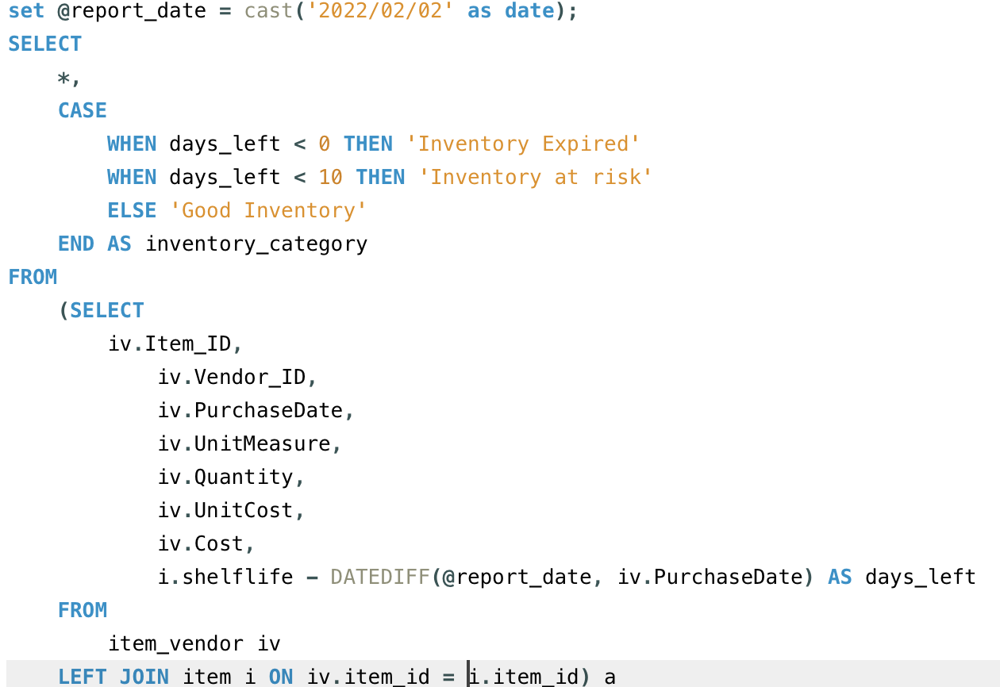 set @report_date = cast('2022/02/02' as date);
SELECT
    *,
    CASE
        WHEN days_left < 0 THEN 'Inventory Expired'
        WHEN days_left < 10 THEN 'Inventory at risk'
        ELSE 'Good Inventory'
    END AS inventory_category
FROM
    (SELECT
        iv.Item_ID,
            iv.Vendor_ID,
            iv.PurchaseDate,
            iv.UnitMeasure,
            iv.Quantity,
            iv.UnitCost,
            iv.Cost,
            i.shelflife - DATEDIFF(@report_date, iv.PurchaseDate) AS days_left
    FROM
        item_vendor iv
    LEFT JOIN item i ON iv.item_id = i.item_id) a